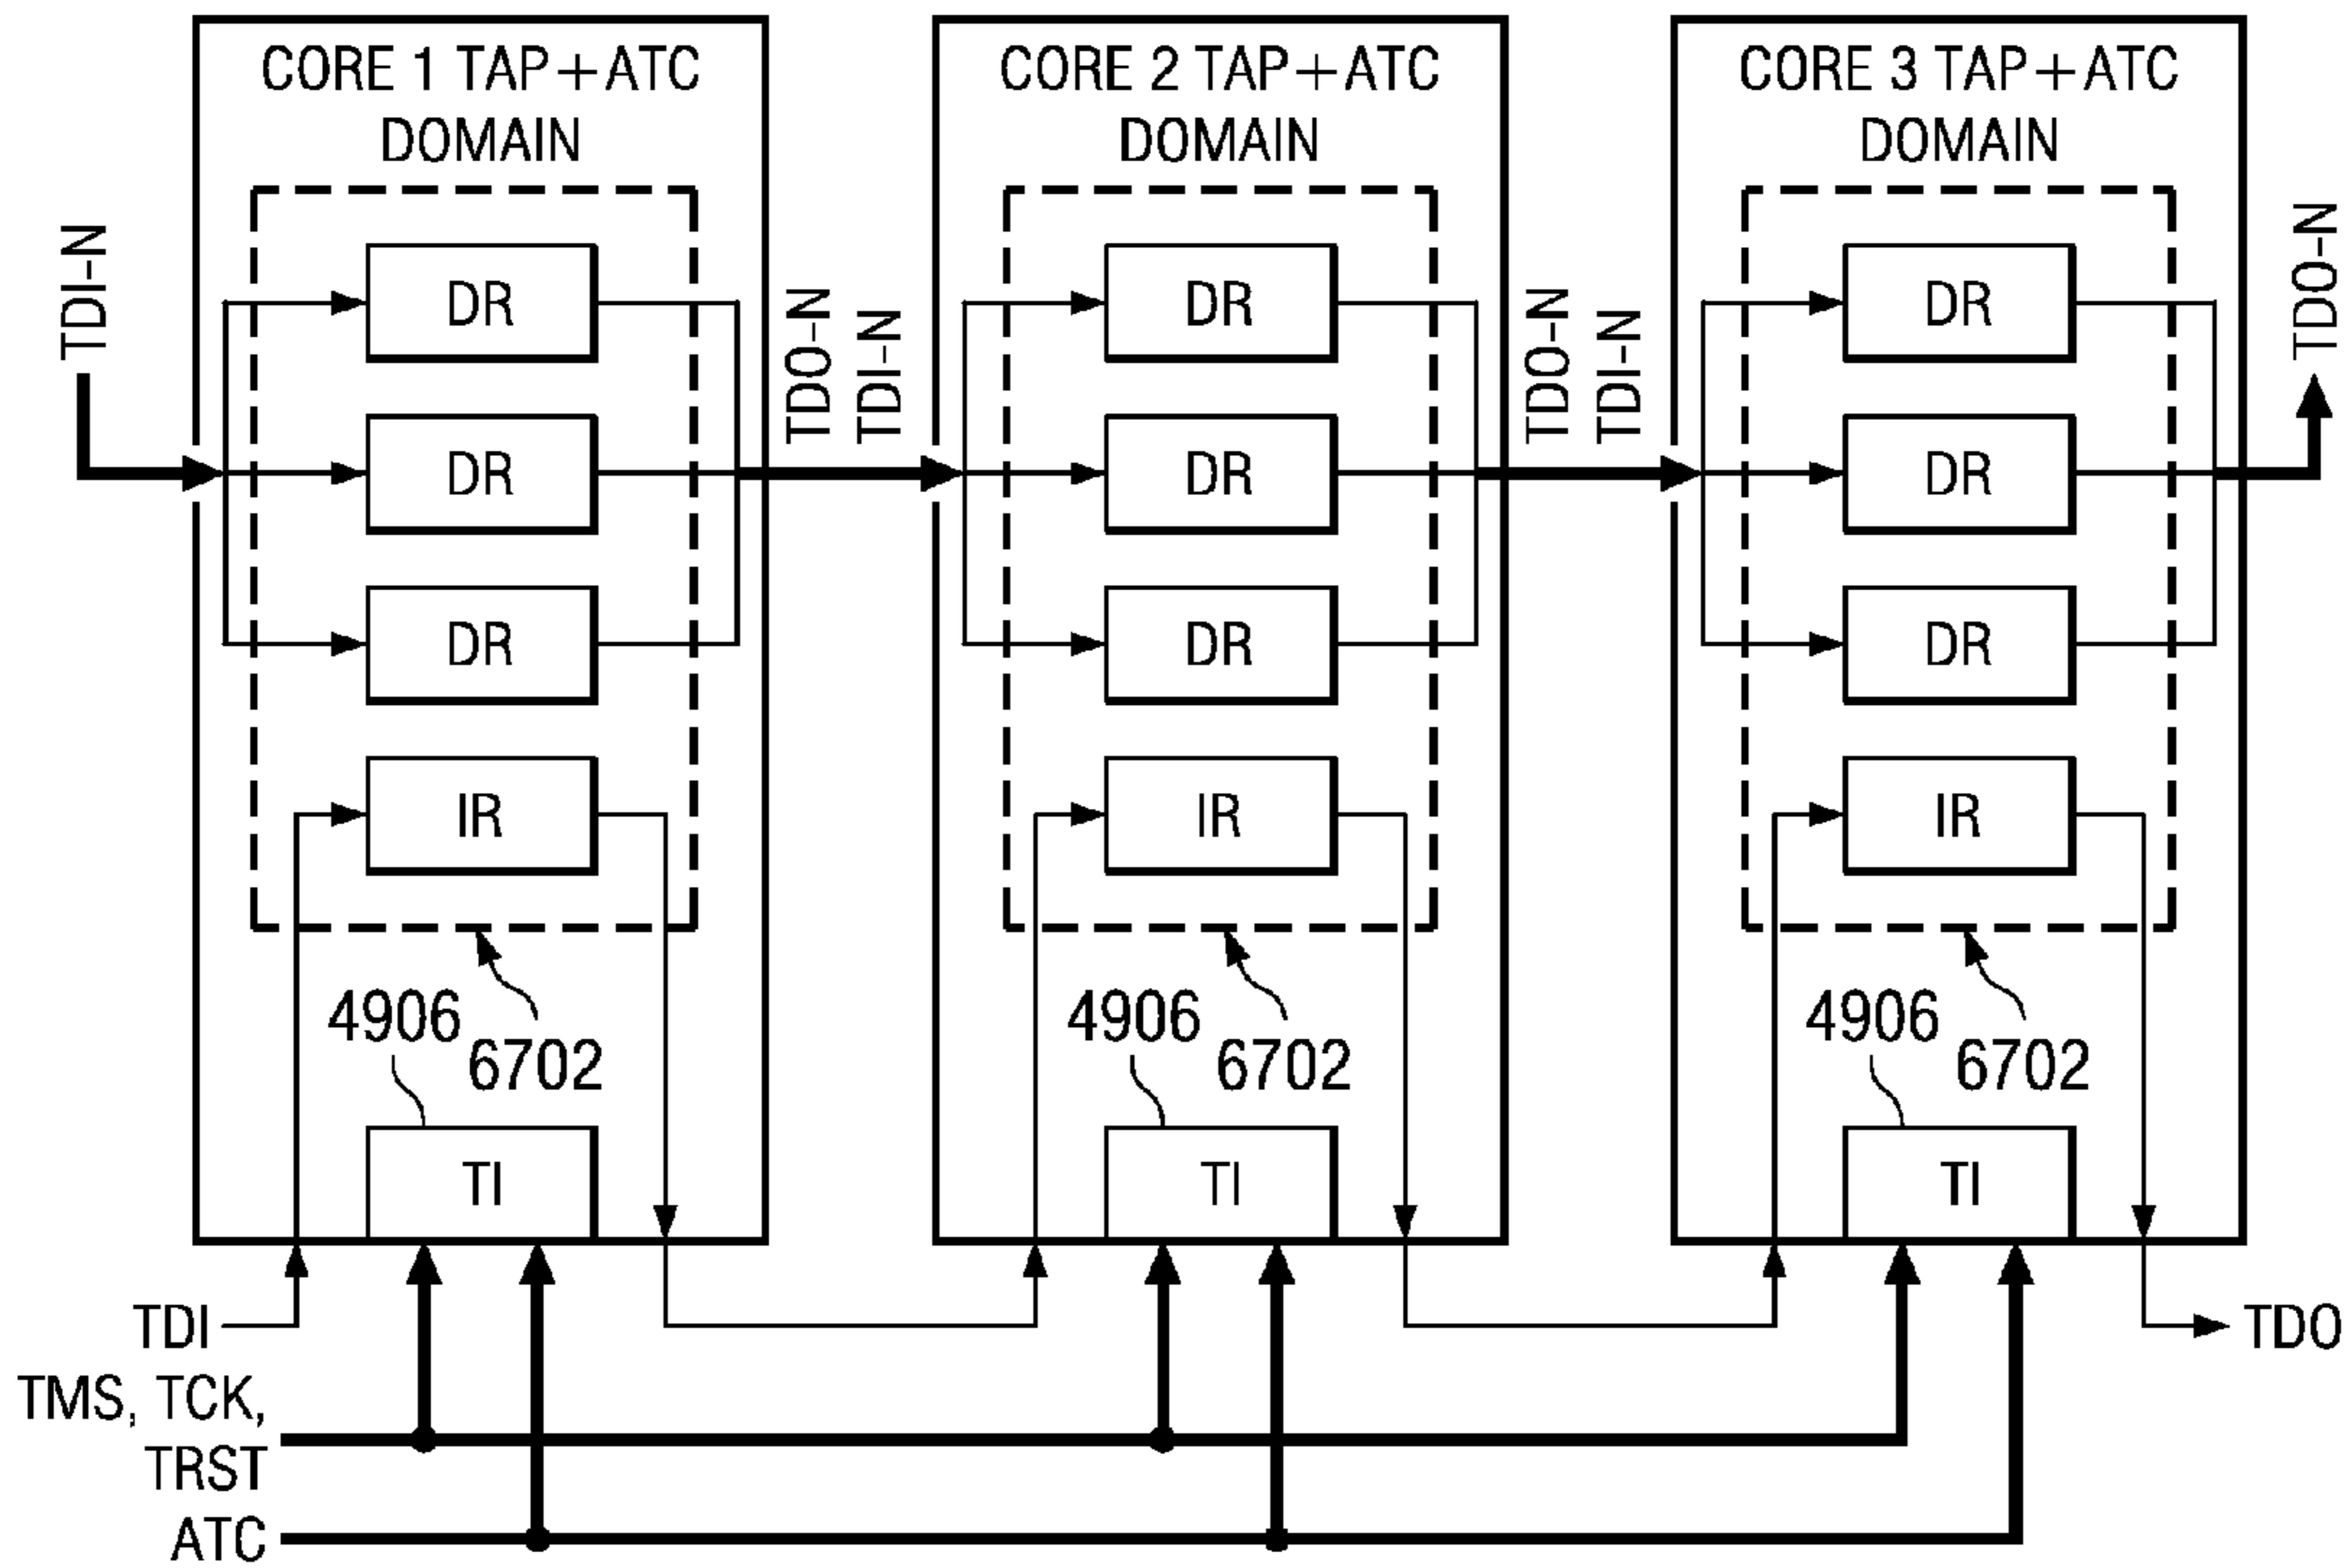 CORE 1 TAP+ATC
DOMAIN
CORE 2 TAP+ATC
DOMAIN
CORE 3 TAP+ATC
DOMAIN
TDI-N
DR
DR
DR
IR
TDO-N
TDI-N
DR
DR
DR
IR
TDO-N
TDI-N
DR
DR
DR
IR
TDO-N
4906
6702
TI
4906
6702
TI
4906
6702
TI
TDI
TDO
TMS, TCK,
TRST
ATC